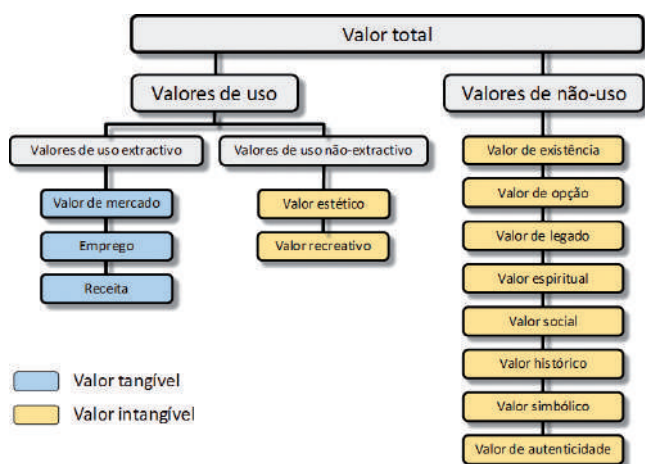 Valor total
Valores de uso
Valores de não-uso
Valores de uso extractivo
Valores de uso não-extractivo
Valor de existência
Valor de mercado
Valor estético
Valor de opção
Emprego
Valor recreativo
Valor de legado
Receita
Valor espiritual
Valor social
Valor histórico
Valor simbólico
Valor de autenticidade
Valor tangível
Valor intangível